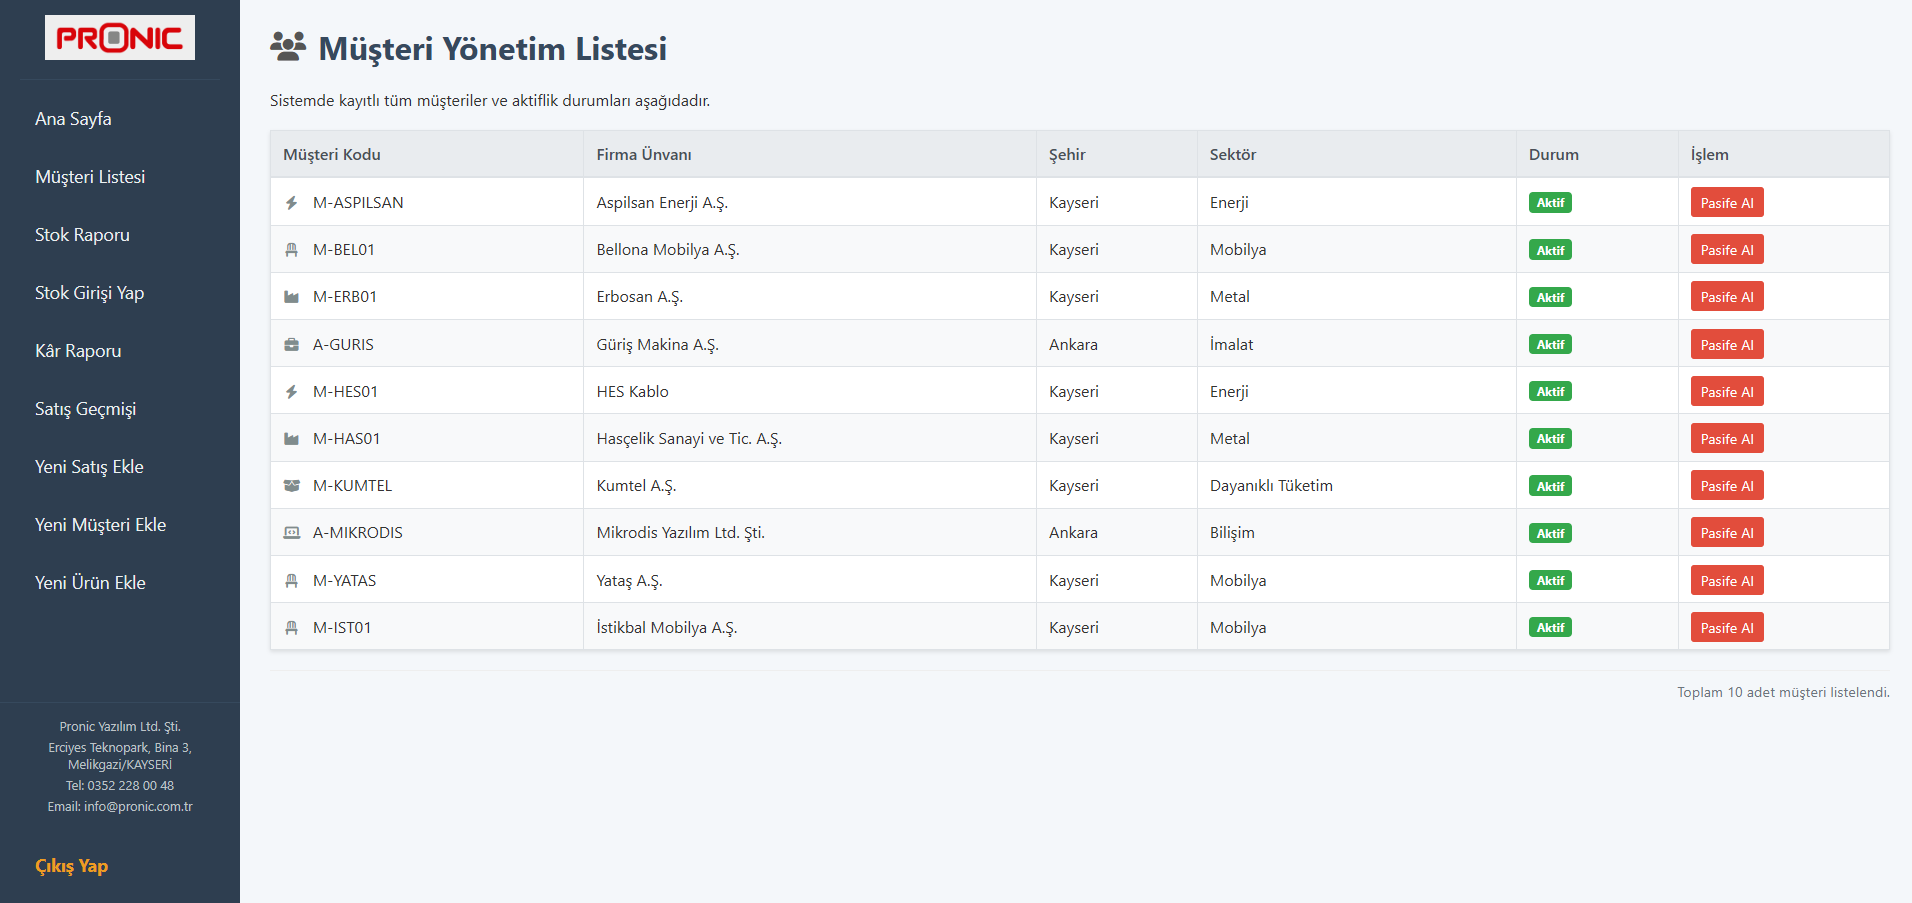 PRONIC
Ana Sayfa
Müşteri Listesi
Stok Raporu
Stok Girişi Yap
Kâr Raporu
Satış Geçmişi
Yeni Satış Ekle
Yeni Müşteri Ekle
Yeni Ürün Ekle
Pronic Yazılım Ltd. Şti.
Erciyes Teknopark, Bina 3,
Melikgazi/KAYSERİ
Tel: 0352 228 00 48
Email: info@pronic.com.tr
Çıkış Yap
Müşteri Yönetim Listesi
Sistemde kayıtlı tüm müşteriler ve aktiflik durumları aşağıdadır.
Müşteri Kodu Firma Ünvanı Şehir Sektör Durum İşlem
M-ASPILSAN Aspilsan Enerji A.Ş. Kayseri Enerji Aktif Pasife Al
M-BEL01 Bellona Mobilya A.Ş. Kayseri Mobilya Aktif Pasife Al
M-ERB01 Erbosan A.Ş. Kayseri Metal Aktif Pasife Al
A-GURIS Güriş Makina A.Ş. Ankara İmalat Aktif Pasife Al
M-HES01 HES Kablo Kayseri Enerji Aktif Pasife Al
M-HAS01 Hasçelik Sanayi ve Tic. A.Ş. Kayseri Metal Aktif Pasife Al
M-KUMTEL Kumtel A.Ş. Kayseri Dayanıklı Tüketim Aktif Pasife Al
A-MIKRODIS Mikrodis Yazılım Ltd. Şti. Ankara Bilişim Aktif Pasife Al
M-YATAS Yataş A.Ş. Kayseri Mobilya Aktif Pasife Al
M-IST01 İstikbal Mobilya A.Ş. Kayseri Mobilya Aktif Pasife Al
Toplam 10 adet müşteri listelendi.